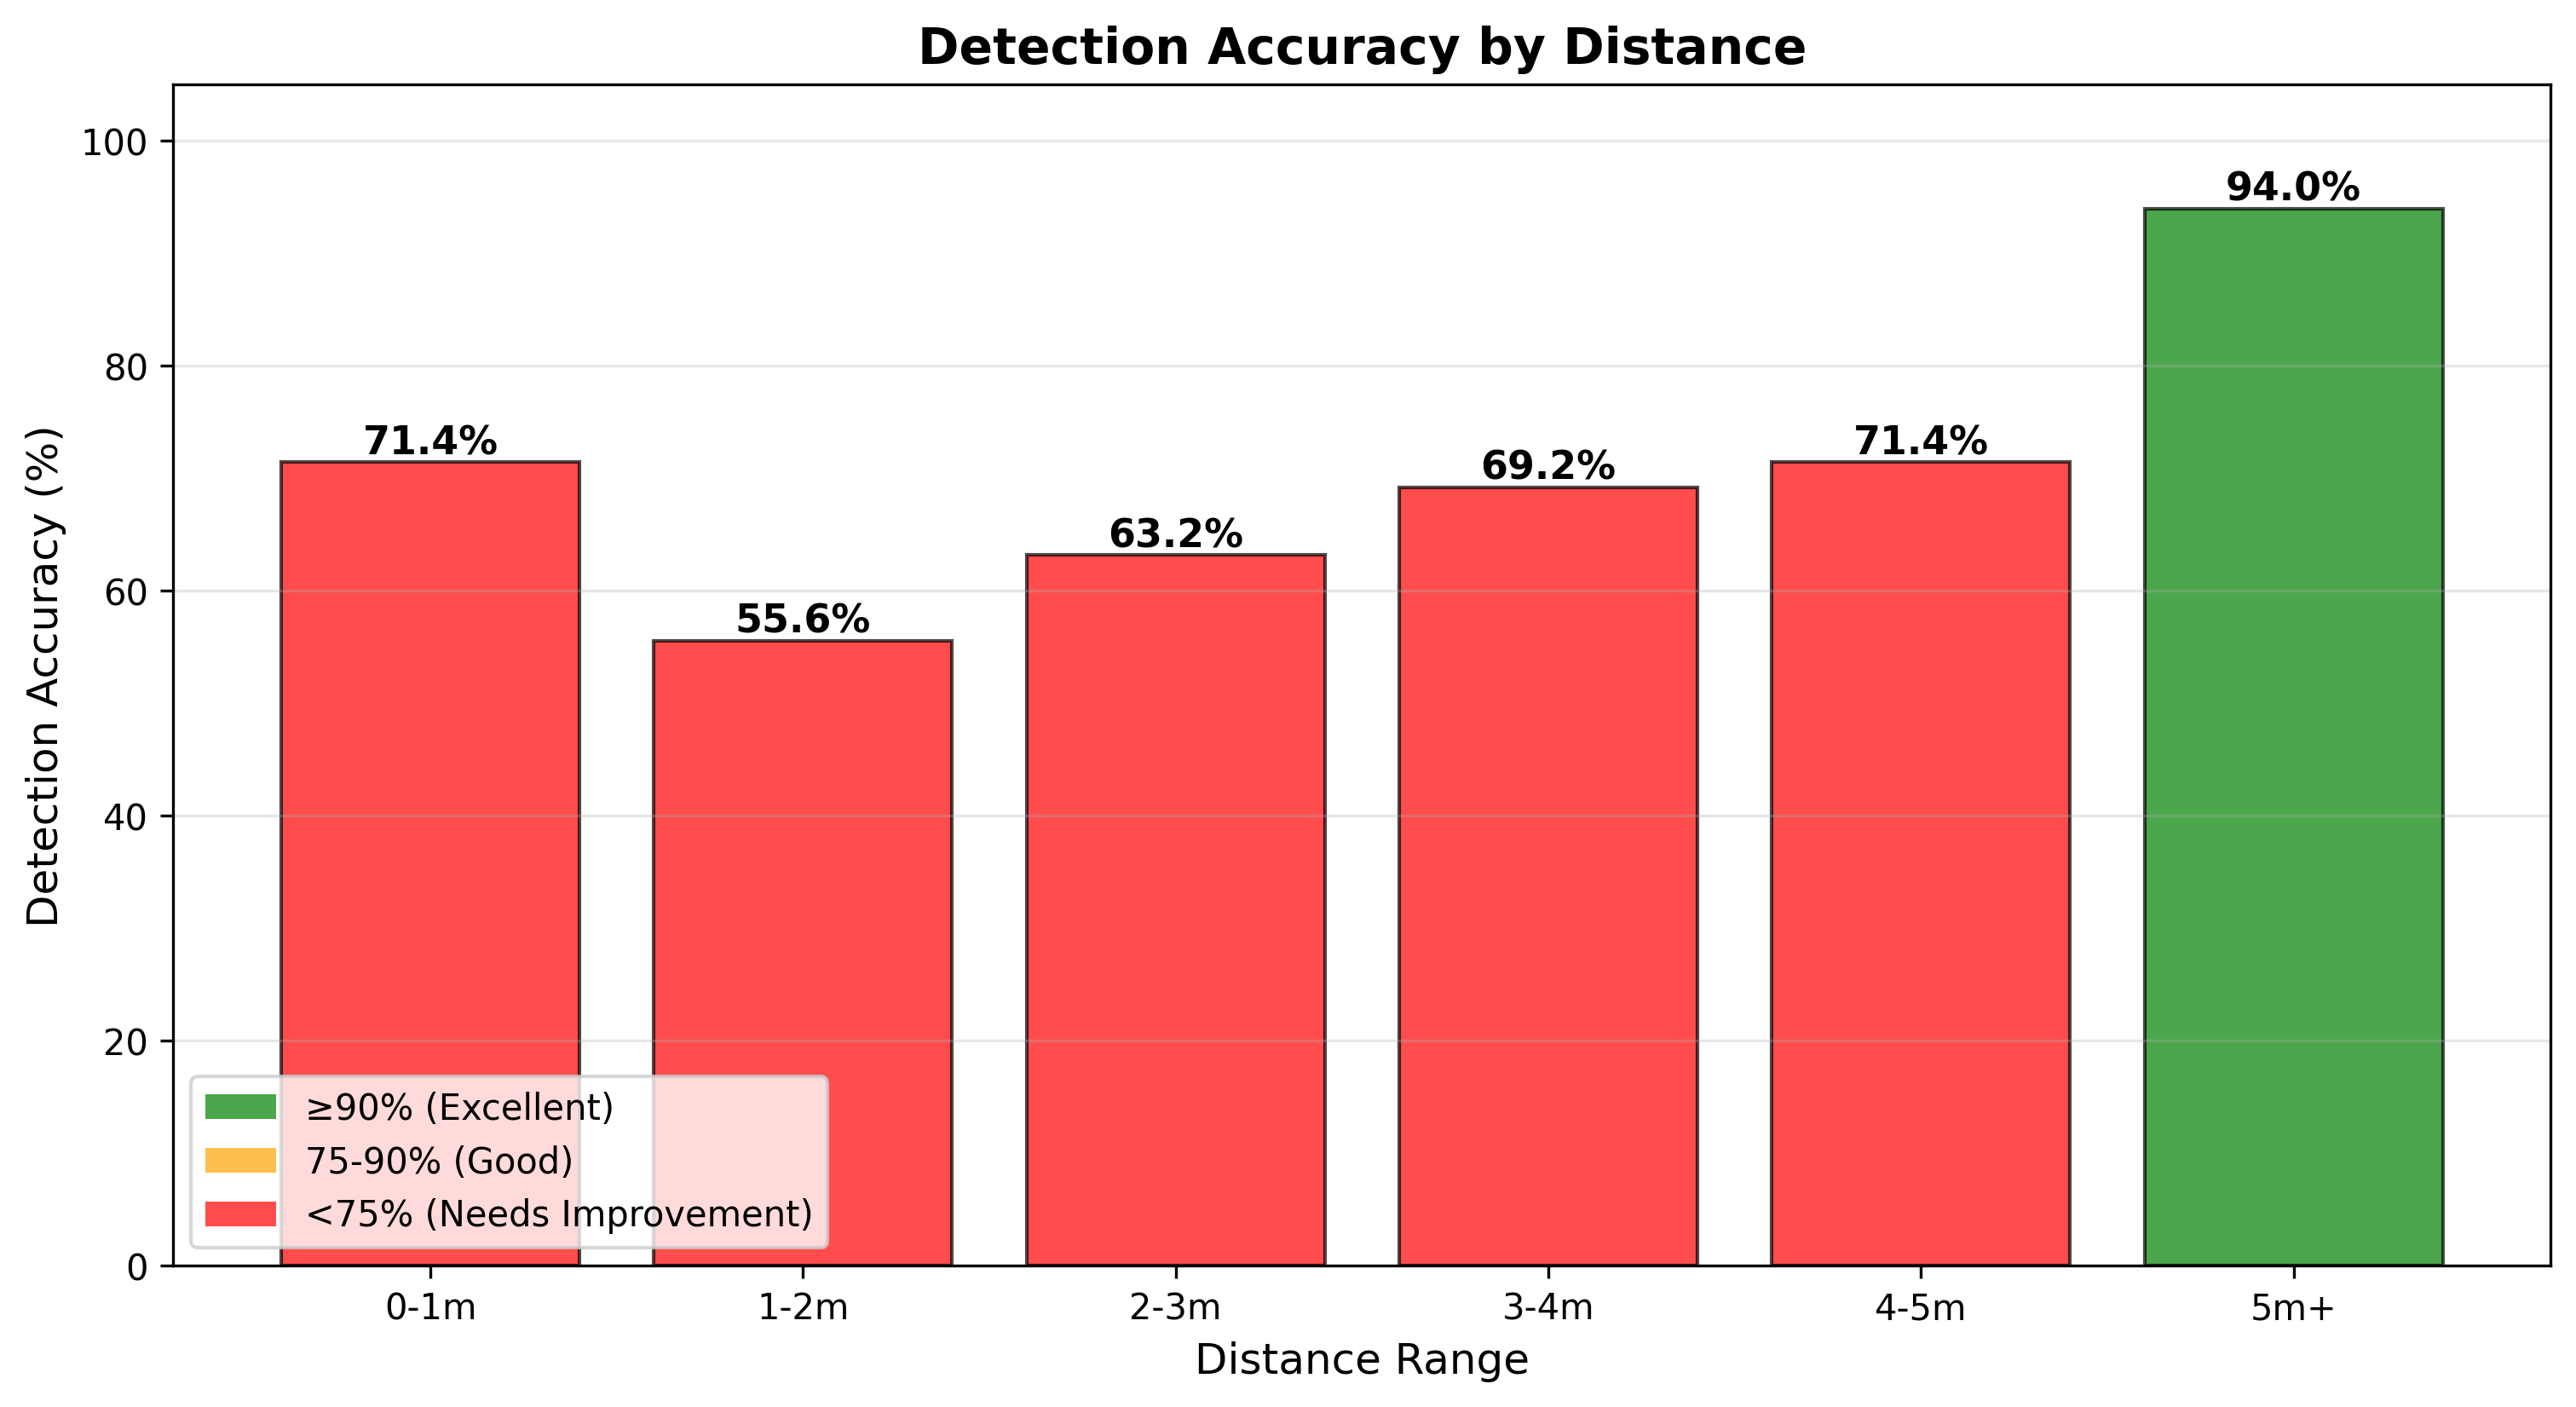 Detection Accuracy by Distance
Detection Accuracy (%)
100
80
60
40
20
0
71.4%
55.6%
63.2%
69.2%
71.4%
94.0%
≥90% (Excellent)
75-90% (Good)
<75% (Needs Improvement)
0-1m
1-2m
2-3m
3-4m
4-5m
5m+
Distance Range